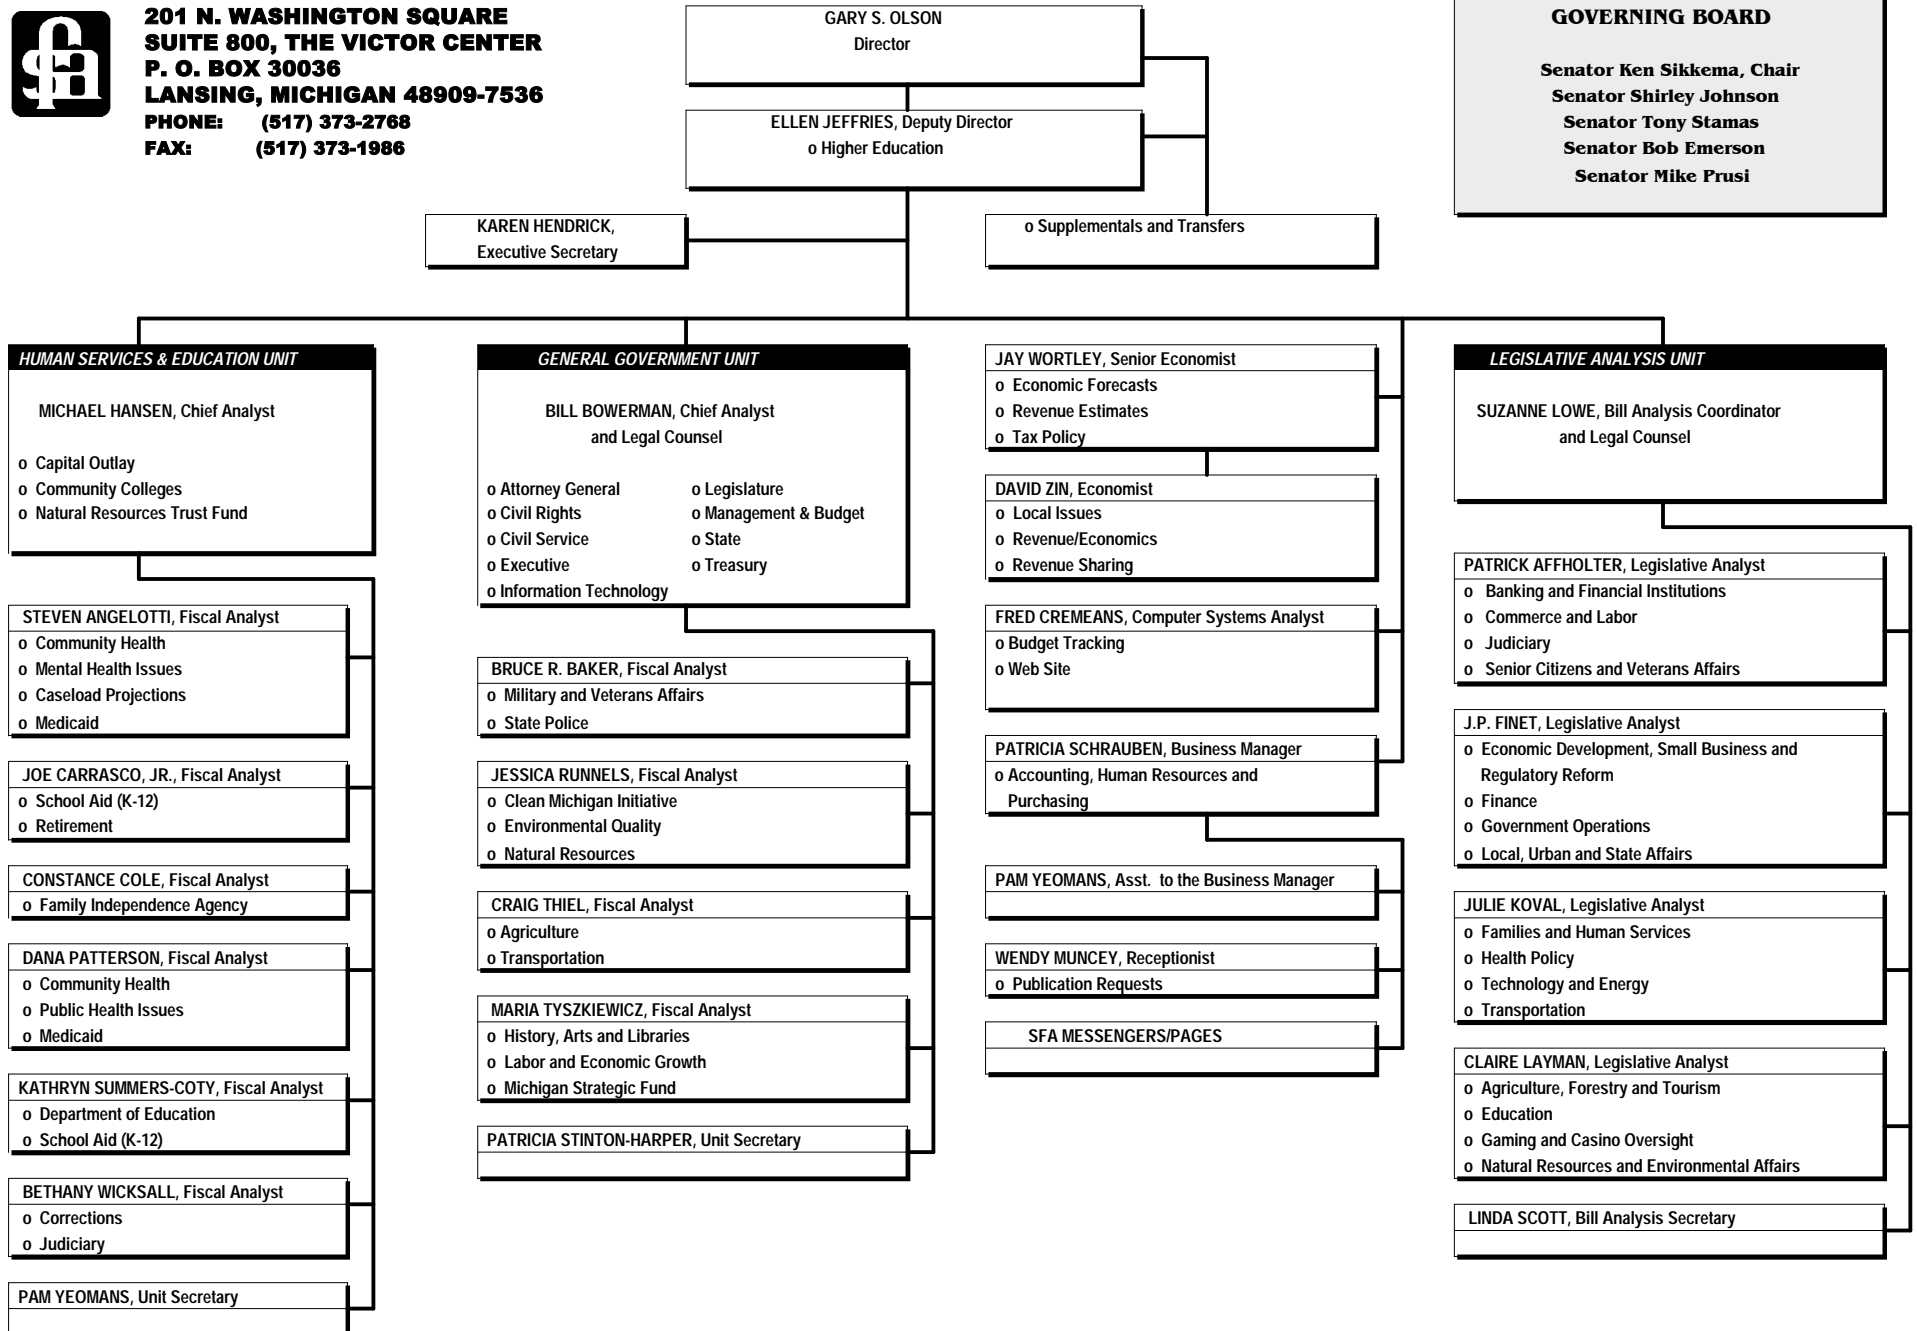 sfa
201 N. WASHINGTON SQUARE
SUITE 800, THE VICTOR CENTER
P. O. BOX 30036
LANSING, MICHIGAN 48909-7536
PHONE: (517) 373-2768
FAX: (517) 373-1986
GARY S. OLSON
Director
ELLEN JEFFRIES, Deputy Director
o Higher Education
GOVERNING BOARD
Senator Ken Sikkema, Chair
Senator Shirley Johnson
Senator Tony Stamas
Senator Bob Emerson
Senator Mike Prusi
KAREN HENDRICK,
Executive Secretary
o Supplementals and Transfers
HUMAN SERVICES & EDUCATION UNIT
MICHAEL HANSEN, Chief Analyst
o Capital Outlay
o Community Colleges
o Natural Resources Trust Fund
STEVEN ANGELOTTI, Fiscal Analyst
o Community Health
o Mental Health Issues
o Caseload Projections
o Medicaid
JOE CARRASCO, JR., Fiscal Analyst
o School Aid (K-12)
o Retirement
CONSTANCE COLE, Fiscal Analyst
o Family Independence Agency
DANA PATTERSON, Fiscal Analyst
o Community Health
o Public Health Issues
o Medicaid
KATHRYN SUMMERS-COTY, Fiscal Analyst
o Department of Education
o School Aid (K-12)
BETHANY WICKSALL, Fiscal Analyst
o Corrections
o Judiciary
PAM YEOMANS, Unit Secretary
GENERAL GOVERNMENT UNIT
BILL BOWERMAN, Chief Analyst
and Legal Counsel
o Attorney General o Legislature
o Civil Rights o Management & Budget
o Civil Service o State
o Executive o Treasury
o Information Technology
BRUCE R. BAKER, Fiscal Analyst
o Military and Veterans Affairs
o State Police
JESSICA RUNNELS, Fiscal Analyst
o Clean Michigan Initiative
o Environmental Quality
o Natural Resources
CRAIG THIEL, Fiscal Analyst
o Agriculture
o Transportation
MARIA TYSZKIEWICZ, Fiscal Analyst
o History, Arts and Libraries
o Labor and Economic Growth
o Michigan Strategic Fund
PATRICIA STINTON-HARPER, Unit Secretary
JAY WORTLEY, Senior Economist
o Economic Forecasts
o Revenue Estimates
o Tax Policy
DAVID ZIN, Economist
o Local Issues
o Revenue/Economics
o Revenue Sharing
FRED CREMEANS, Computer Systems Analyst
o Budget Tracking
o Web Site
PATRICIA SCHRAUBEN, Business Manager
o Accounting, Human Resources and
Purchasing
PAM YEOMANS, Asst. to the Business Manager
WENDY MUNCEY, Receptionist
o Publication Requests
SFA MESSENGERS/PAGES
LEGISLATIVE ANALYSIS UNIT
SUZANNE LOWE, Bill Analysis Coordinator
and Legal Counsel
PATRICK AFFHOLTER, Legislative Analyst
o Banking and Financial Institutions
o Commerce and Labor
o Judiciary
o Senior Citizens and Veterans Affairs
J.P. FINET, Legislative Analyst
o Economic Development, Small Business and
Regulatory Reform
o Finance
o Government Operations
o Local, Urban and State Affairs
JULIE KOVAL, Legislative Analyst
o Families and Human Services
o Health Policy
o Technology and Energy
o Transportation
CLAIRE LAYMAN, Legislative Analyst
o Agriculture, Forestry and Tourism
o Education
o Gaming and Casino Oversight
o Natural Resources and Environmental Affairs
LINDA SCOTT, Bill Analysis Secretary